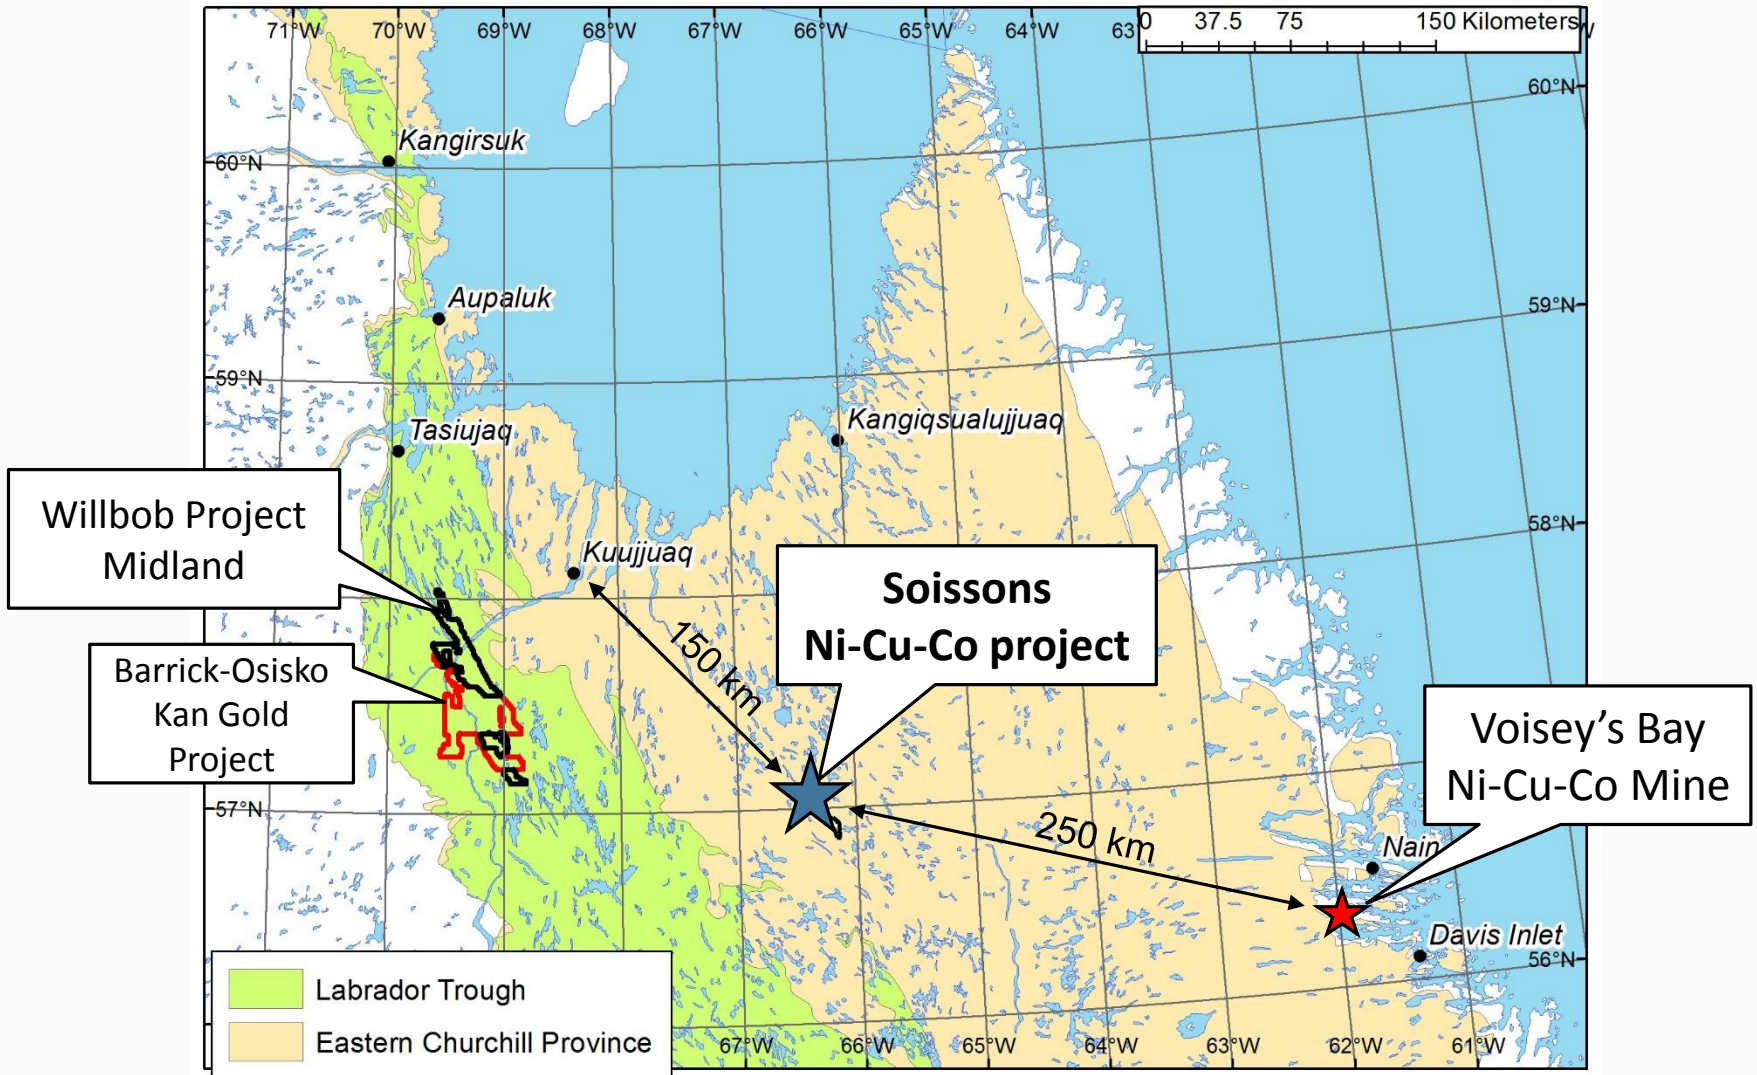 71°W 70°W 69°W 68°W 67°W 66°W 65°W 64°W
0 37.5 75 150 Kilometers
60°N
Kangirsuk
60°N
Aupaluk
59°N
59°N
Tasiujaq
Kangiqsualujjuaq
58°N
Willbob Project
Midland
Kuujjuaq
Soissons
Ni-Cu-Co project
150 km
Barrick-Osisko
Kan Gold
Project
Voisey's Bay
Ni-Cu-Co Mine
57°N
250 km
Nain
Davis Inlet
56°N
Labrador Trough
Eastern Churchill Province
67°W 66°W 65°W 64°W 63°W 62°W 61°W